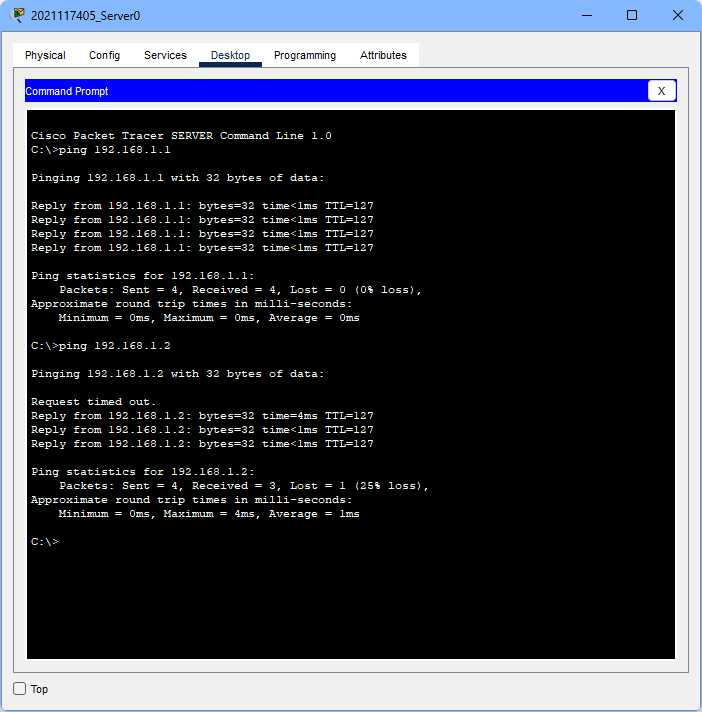 2021117405_Server0
Physical Config Services Desktop Programming Attributes
Command Prompt X
Cisco Packet Tracer SERVER Command Line 1.0
C:\>ping 192.168.1.1
Pinging 192.168.1.1 with 32 bytes of data:
Reply from 192.168.1.1: bytes=32 time<1ms TTL=127
Reply from 192.168.1.1: bytes=32 time<1ms TTL=127
Reply from 192.168.1.1: bytes=32 time<1ms TTL=127
Reply from 192.168.1.1: bytes=32 time<1ms TTL=127
Ping statistics for 192.168.1.1:
Packets: Sent = 4, Received = 4, Lost = 0 (0% loss),
Approximate round trip times in milli-seconds:
Minimum = 0ms, Maximum = 0ms, Average = 0ms
C:\>ping 192.168.1.2
Pinging 192.168.1.2 with 32 bytes of data:
Request timed out.
Reply from 192.168.1.2: bytes=32 time=4ms TTL=127
Reply from 192.168.1.2: bytes=32 time<1ms TTL=127
Reply from 192.168.1.2: bytes=32 time<1ms TTL=127
Ping statistics for 192.168.1.2:
Packets: Sent = 4, Received = 3, Lost = 1 (25% loss),
Approximate round trip times in milli-seconds:
Minimum = 0ms, Maximum = 4ms, Average = 1ms
C:\>
Top